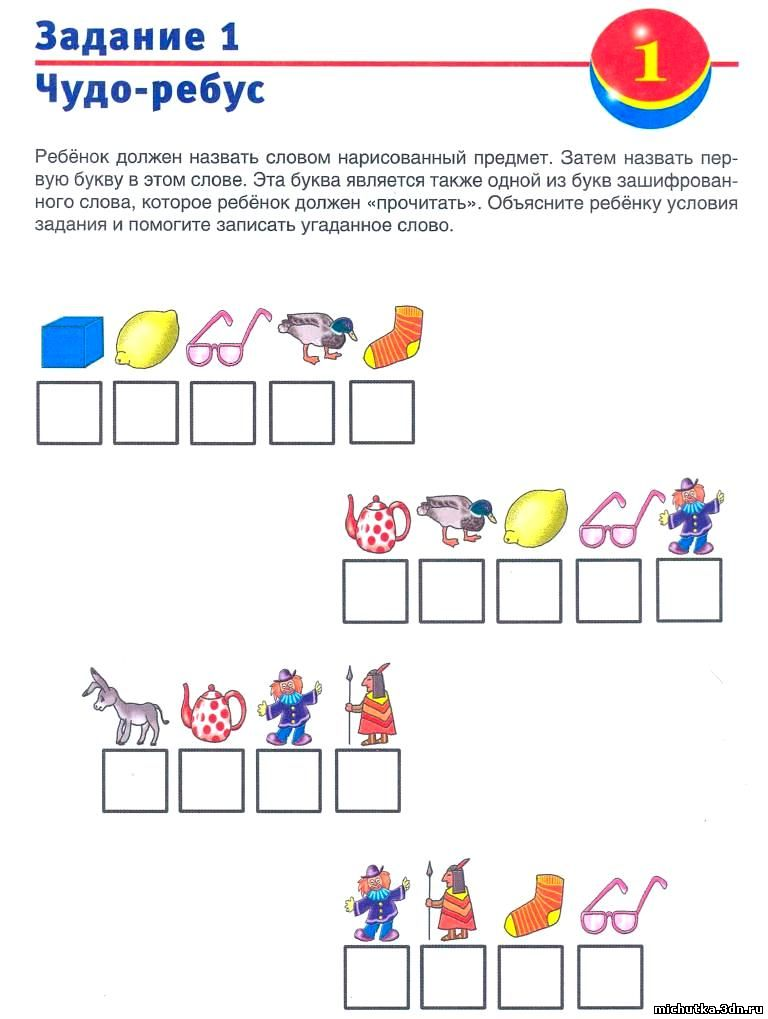 Задание 1
1
Чудо-ребус
Ребёнок должен назвать словом нарисованный предмет. Затем назвать пер-
вую букву в этом слове. Эта буква является также одной из букв зашифрован-
ного слова, которое ребёнок должен «прочитать». Объясните ребёнку условия
задания и помогите записать угаданное слово.
michutka.3dn.ru